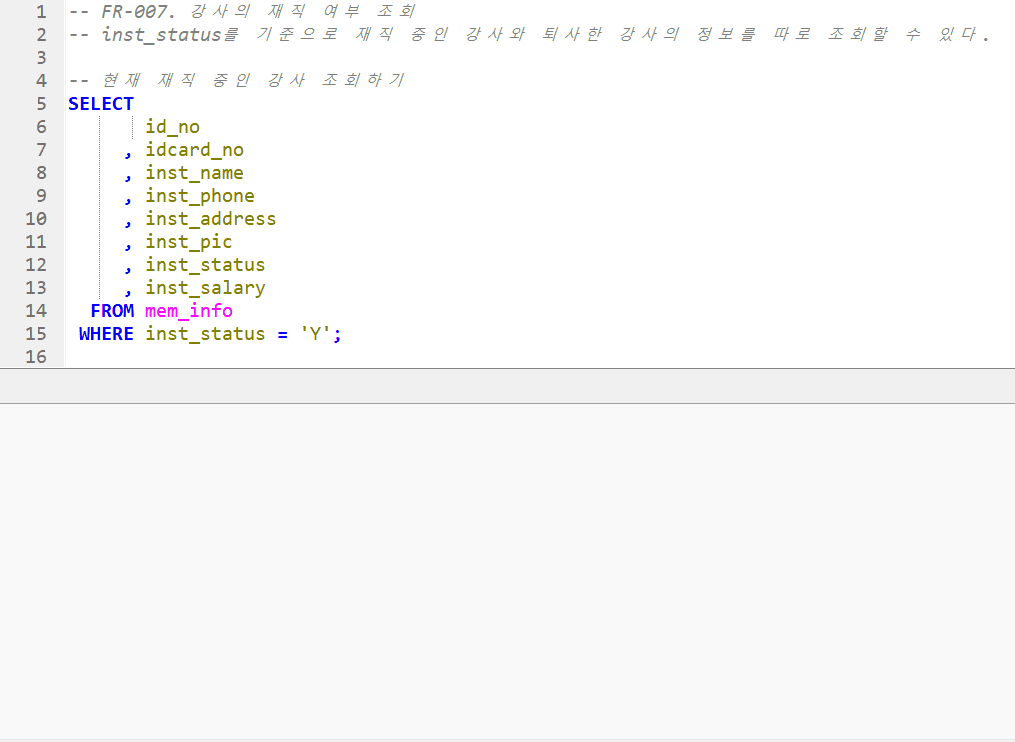 1 -- FR-007. 강사의 재직 여부 조회
2 -- inst_status를 기준으로 재직 중인 강사와 퇴사한 강사의 정보를 따로 조회할 수 있다.
3
4 -- 현재 재직 중인 강사 조회하기
5 SELECT
6 id_no
7 , idcard_no
8 , inst_name
9 , inst_phone
10 , inst_address
11 , inst_pic
12 , inst_status
13 , inst_salary
14 FROM mem_info
15 WHERE inst_status = 'Y';
16